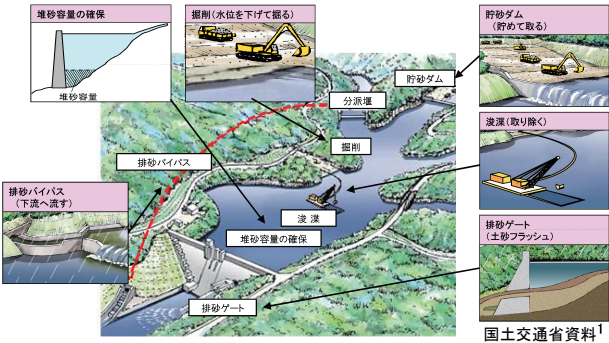 堆砂容量の確保
堆砂容量
掘削(水位を下げて掘る)
貯砂ダム
(貯めて取る)
貯砂ダム
分派堰
掘削
排砂バイパス
浚渫(取り除く)
排砂バイパス
(下流へ流す)
浚 渫
堆砂容量の確保
排砂ゲート
(土砂フラッシュ)
排砂ゲート
国土交通省資料1